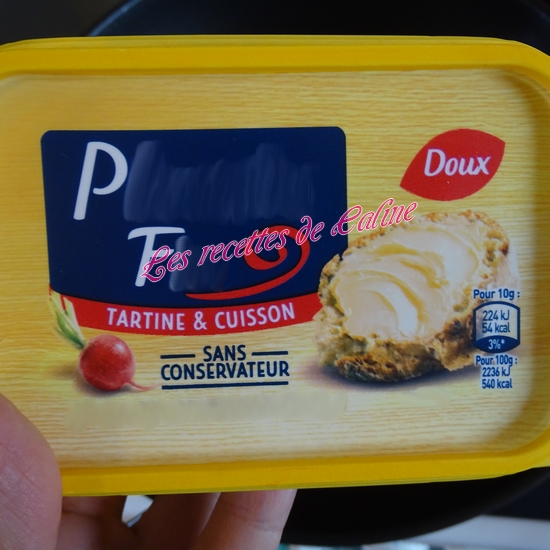 P
T
Doux
Les recettes de Caline
TARTINE & CUISSON
SANS
CONSERVATEUR
Pour 10g :
224 kJ
54 kcal
3%*
Pour 100g :
2236 kJ
540 kcal